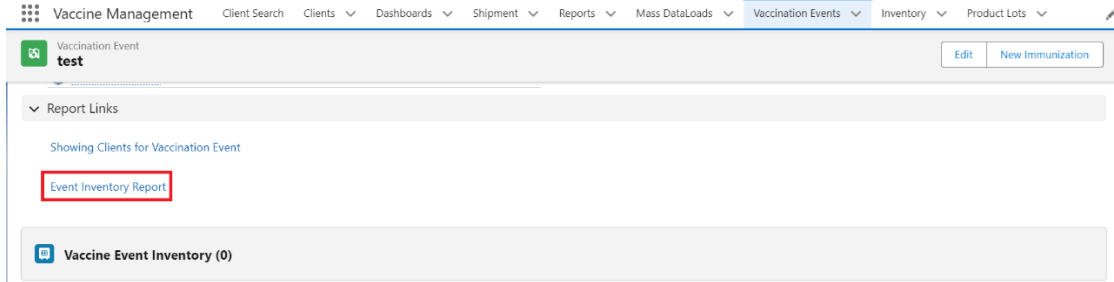 Vaccine Management Client Search Clients Dashboards Shipment Reports Mass DataLoads Vaccination Events Inventory Product Lots
Vaccination Event
test
Edit New Immunization
Report Links
Showing Clients for Vaccination Event
Event Inventory Report
Vaccine Event Inventory (0)